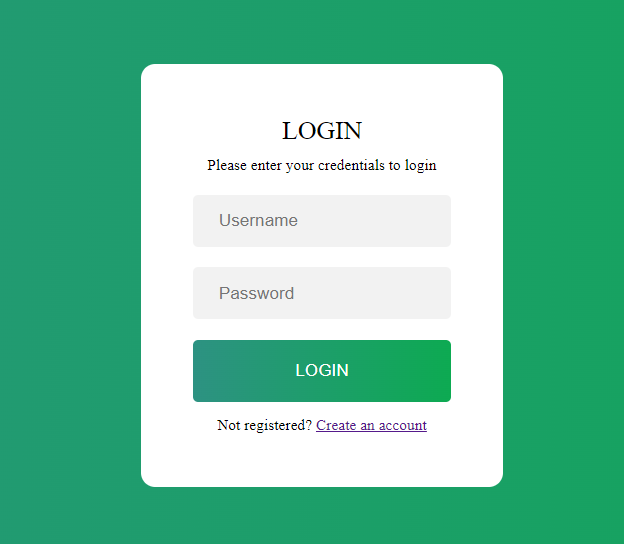 LOGIN
Please enter your credentials to login
Username
Password
LOGIN
Not registered? Create an account